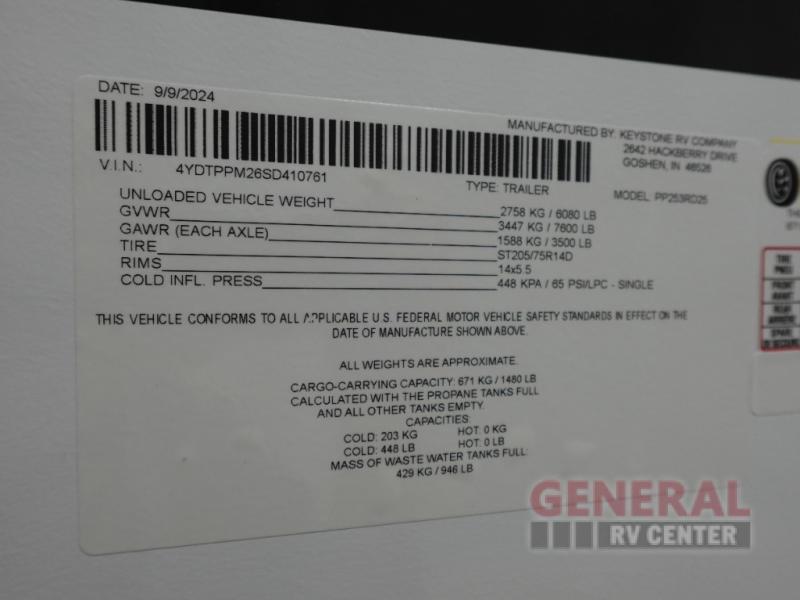 DATE: 9/9/2024
MANUFACTURED BY: KEYSTONE RV COMPANY
2642 HACKBERRY DRIVE
GOSHEN, IN 46526
V.I.N.: 4YDTPPM26SD410761
TYPE: TRAILER
MODEL: PP253RD25
UNLOADED VEHICLE WEIGHT 2758 KG / 6080 LB
GVWR 3447 KG / 7600 LB
GAWR (EACH AXLE) 1588 KG / 3500 LB
TIRE ST205/75R14D
RIMS 14x5.5
COLD INFL. PRESS 448 KPA / 65 PSI/LPC - SINGLE
THIS VEHICLE CONFORMS TO ALL APPLICABLE U.S. FEDERAL MOTOR VEHICLE SAFETY STANDARDS IN EFFECT ON THE
DATE OF MANUFACTURE SHOWN ABOVE.
ALL WEIGHTS ARE APPROXIMATE.
CARGO-CARRYING CAPACITY: 671 KG / 1480 LB
CALCULATED WITH THE PROPANE TANKS FULL
AND ALL OTHER TANKS EMPTY.
CAPACITIES:
COLD: 203 KG HOT: 0 KG
COLD: 448 LB HOT: 0 LB
MASS OF WASTE WATER TANKS FULL:
429 KG / 946 LB
TIRE
FRONT
REAR
SPARE
GENERAL
RV CENTER